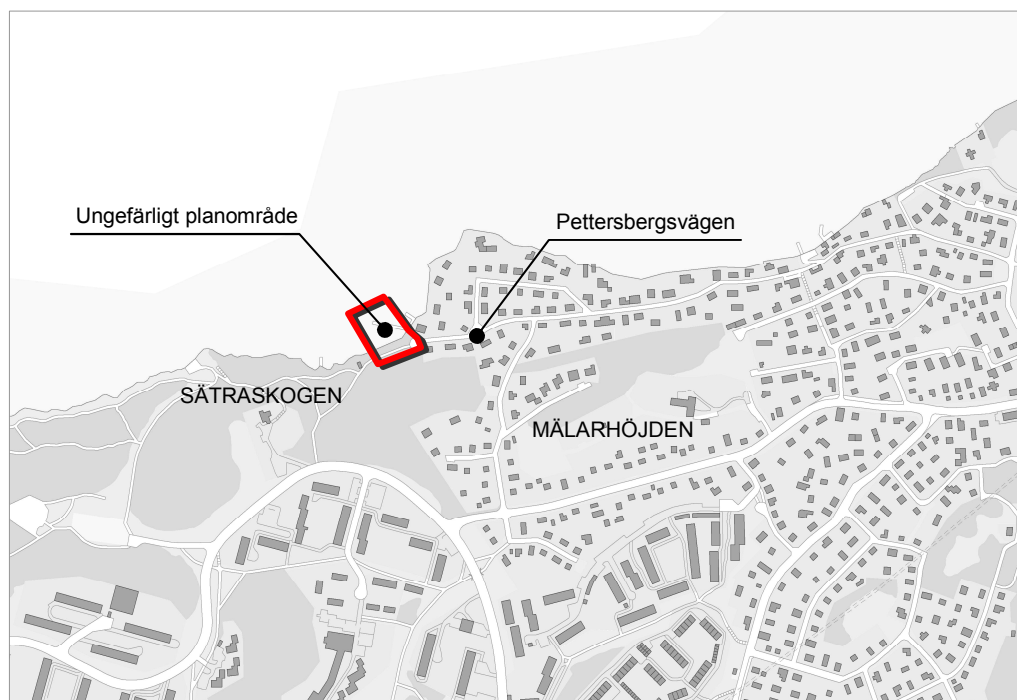 Ungefärligt planområde
Pettersbergsvägen
SÄTRASKOGEN
MÄLARHÖJDEN